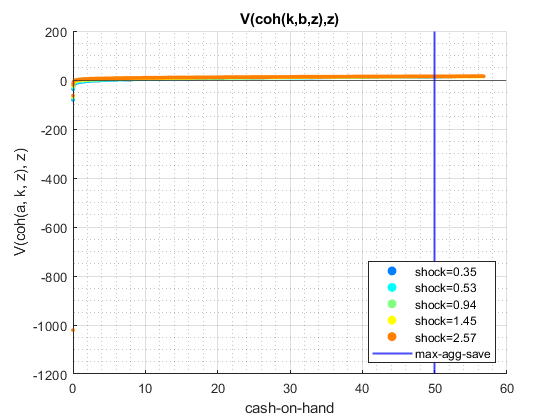 V(coh(k,b,z),z)
200
0
-200
-400
-600
-800
-1000
-1200
V(coh(a, k, z), z)
shock=0.35
shock=0.53
shock=0.94
shock=1.45
shock=2.57
max-agg-save
0 10 20 30 40 50 60
cash-on-hand